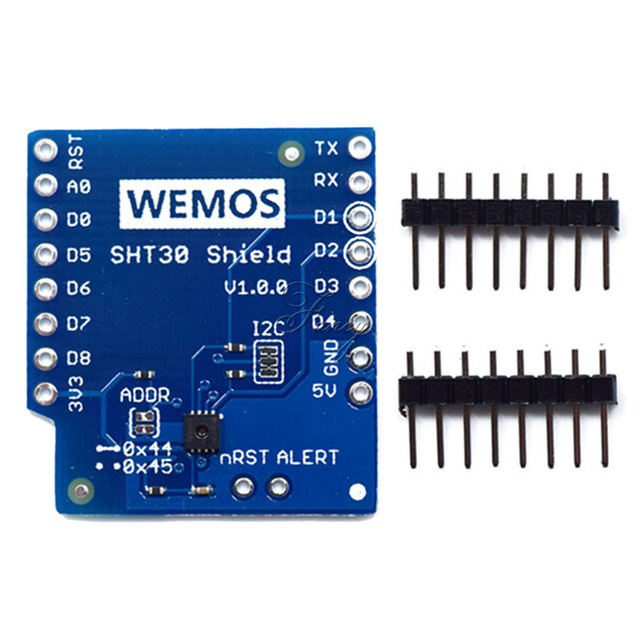 RST
A0
D0
D5
D6
D7
D8
3V3
WEMOS
SHT30 Shield
V1.0.0
I2C
ADDR
0x44
0x45
nRST ALERT
TX
RX
D1
D2
D3
D4
GND
5V